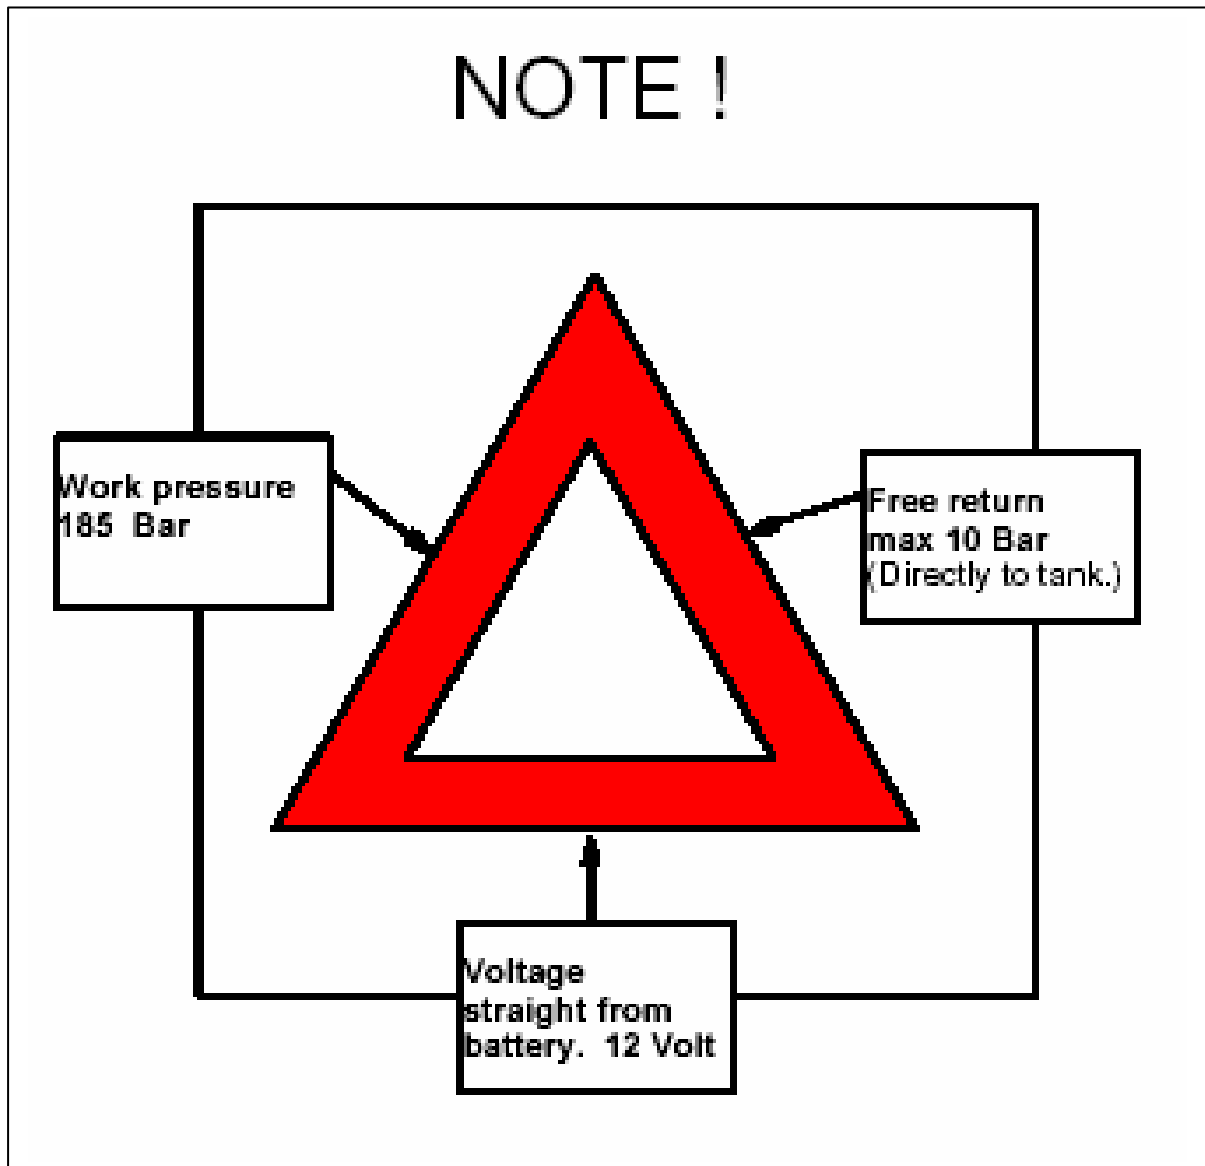 NOTE !
Work pressure
185 Bar
Free return
max 10 Bar
(Directly to tank.)
Voltage
straight from
battery. 12 Volt